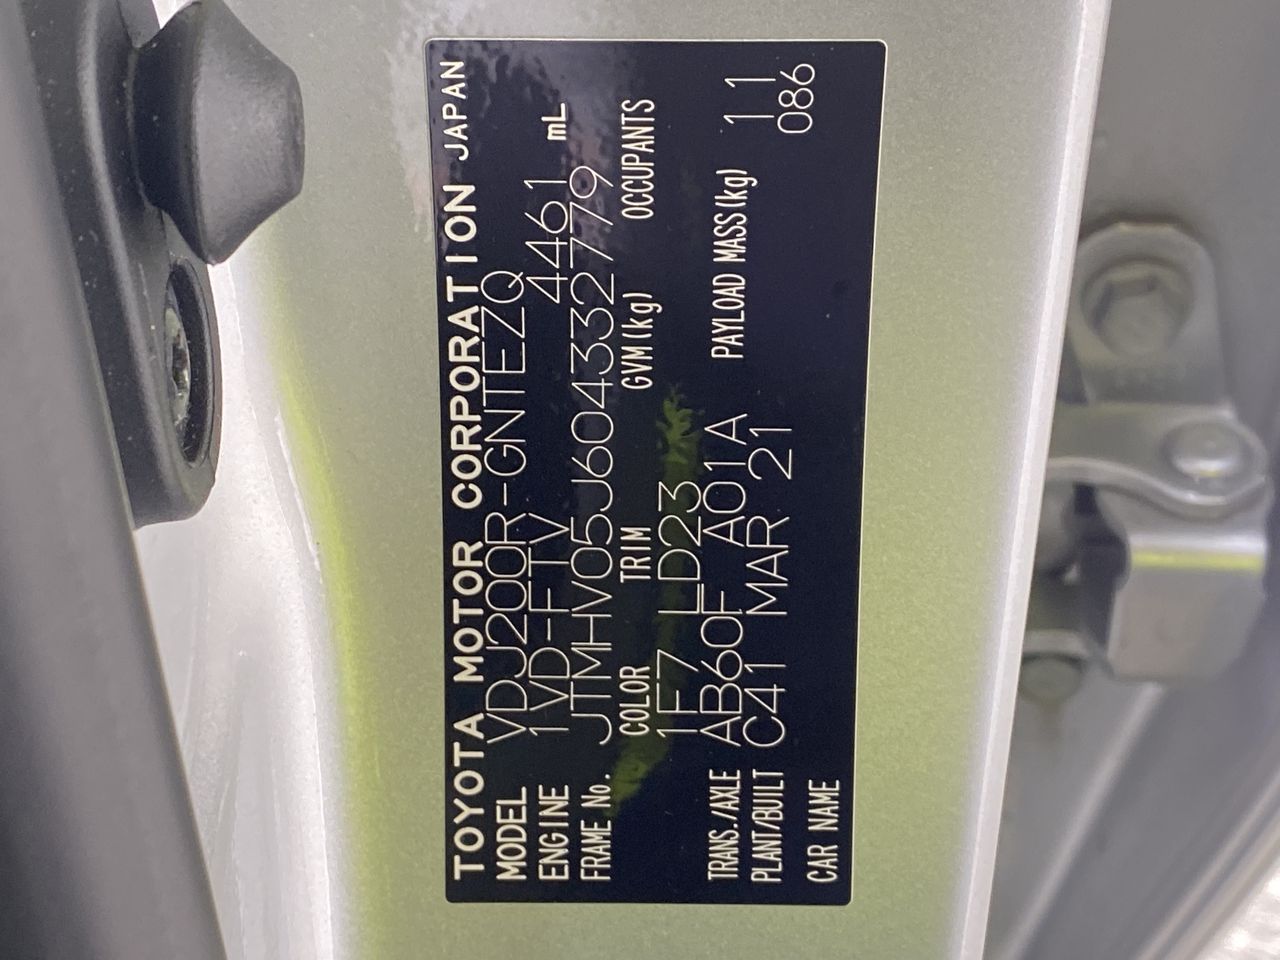 TOYOTA MOTOR CORPORATION JAPAN
MODEL VDJ200R-GNTEZQ
ENGINE 1VD-FTV 4461 mL
FRAME No. JTMHV05J604332779
COLOR TRIM GVM(kg) OCCUPANTS
1F7 LD23
TRANS./AXLE AB60F A01A PAYLOAD MASS(kg) 11
PLANT/BUILT C41 MAR 21 086
CAR NAME